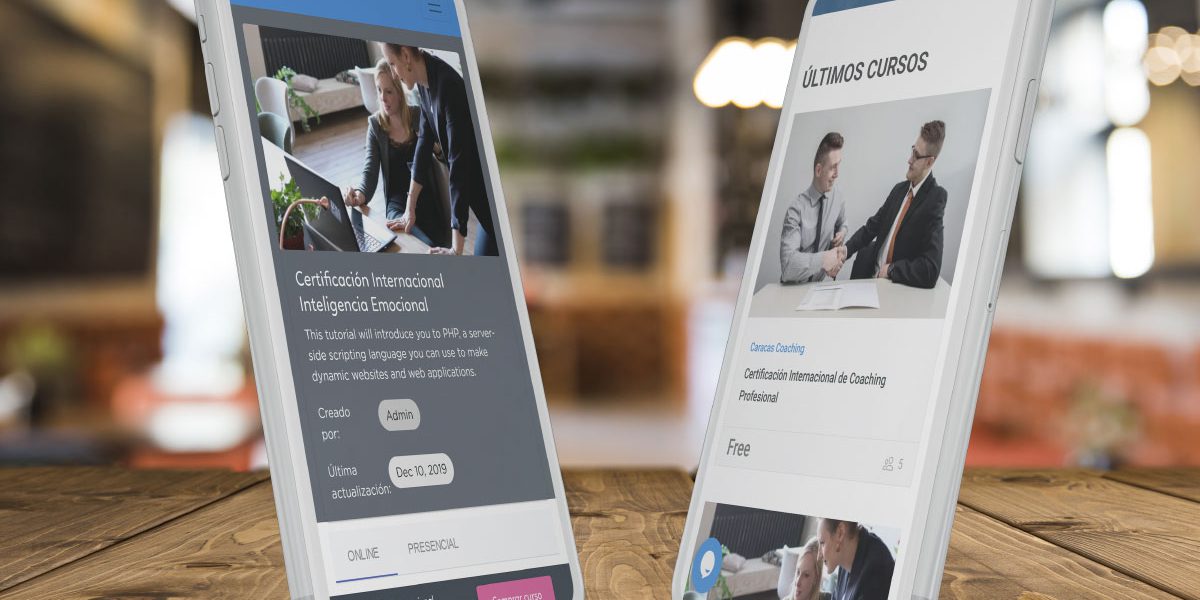 Certificación Internacional
Inteligencia Emocional
This tutorial will introduce you to PHP, a server-
side scripting language you can use to make
dynamic websites and web applications.
Creado
por:
Admin
Última
actualización:
Dec 10, 2019
ONLINE
PRESENCIAL
Comprar curso
ÚLTIMOS CURSOS
Caracas Coaching
Certificación Internacional de Coaching
Profesional
Free
5